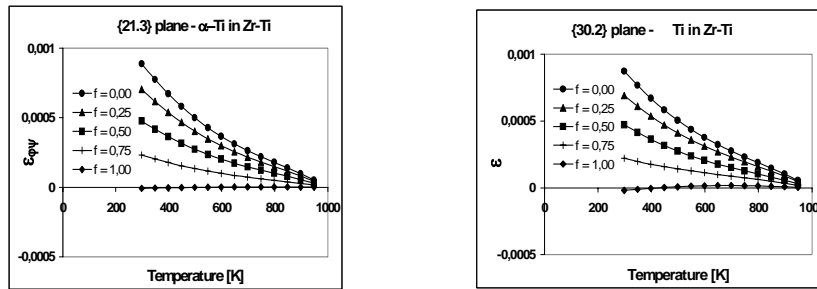 {21.3} plane - α–Ti in Zr-Ti
0,001
0,0005
0
-0,0005
εφψ
f = 0,00
f = 0,25
f = 0,50
f = 0,75
f = 1,00
0 200 400 600 800 1000
Temperature [K]
{30.2} plane - Ti in Zr-Ti
0,001
0,0005
0
-0,0005
ε
f = 0,00
f = 0,25
f = 0,50
f = 0,75
f = 1,00
0 200 400 600 800 100
Temperature [K]